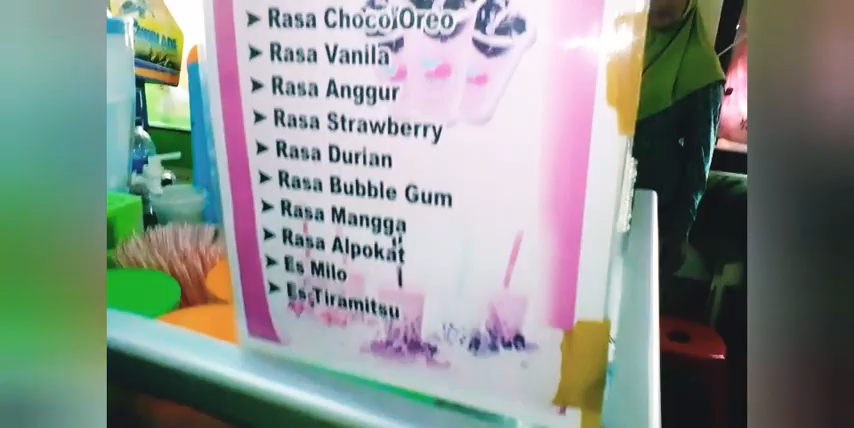 ➤ Rasa Choco/Oreo
➤ Rasa Vanila
➤ Rasa Anggur
➤ Rasa Strawberry
➤ Rasa Durian
➤ Rasa Bubble Gum
➤ Rasa Mangga
➤ Rasa Alpokat
➤ Es Milo
➤ Es Tiramitsu